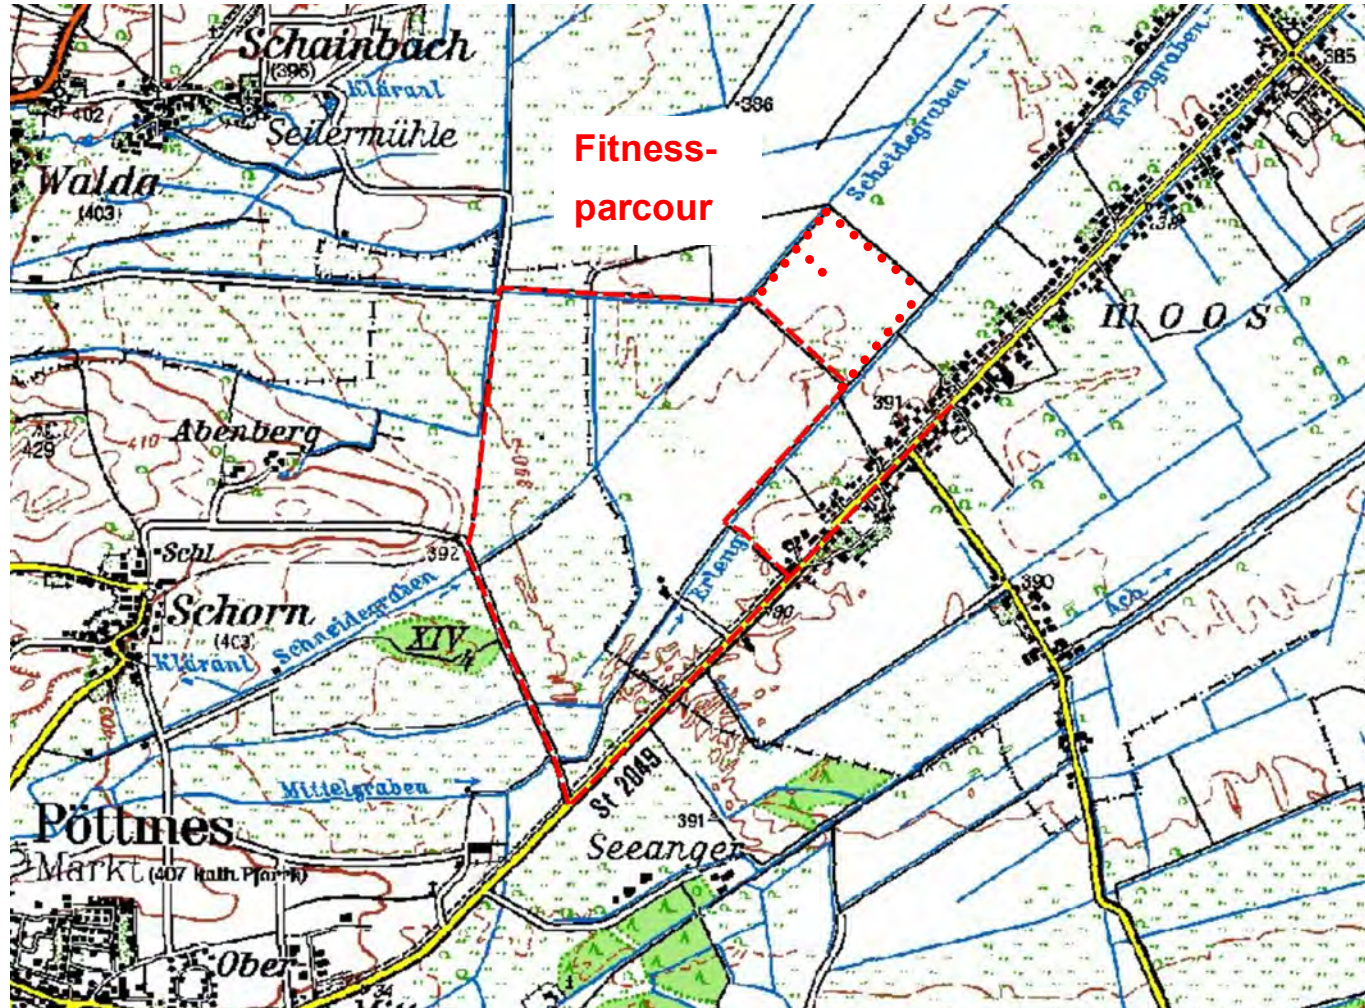 Schainbach
(396)
Kläranl
402
Seilermühle
Walda
(403)
386
Fitness-
parcour
Scheidegraben
Erlengraben
385
moos
391
429
410
Abenberg
390
Schl
392
Schorn
(403)
Kläranl
Schneidegraben
XIV
Erleng
390
390
Ach
400
Mittelgraben
St 2049
391
Seeanger
Pöttmes
Markt (407 kath. Pfarrk)
Ober